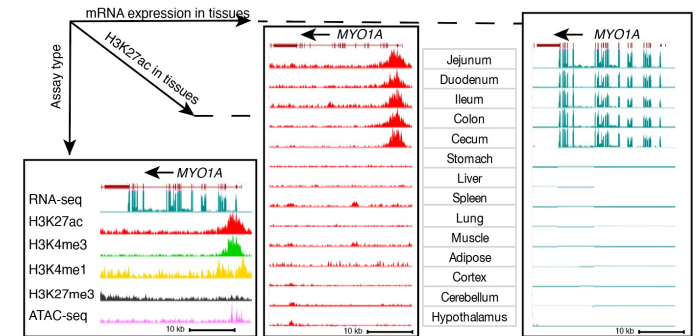 mRNA expression in tissues
Assay type
H3K27ac in tissues
MYO1A
RNA-seq
H3K27ac
H3K4me3
H3K4me1
H3K27me3
ATAC-seq
10 kb
MYO1A
10 kb
Jejunum
Duodenum
Ileum
Colon
Cecum
Stomach
Liver
Spleen
Lung
Muscle
Adipose
Cortex
Cerebellum
Hypothalamus
MYO1A
10 kb